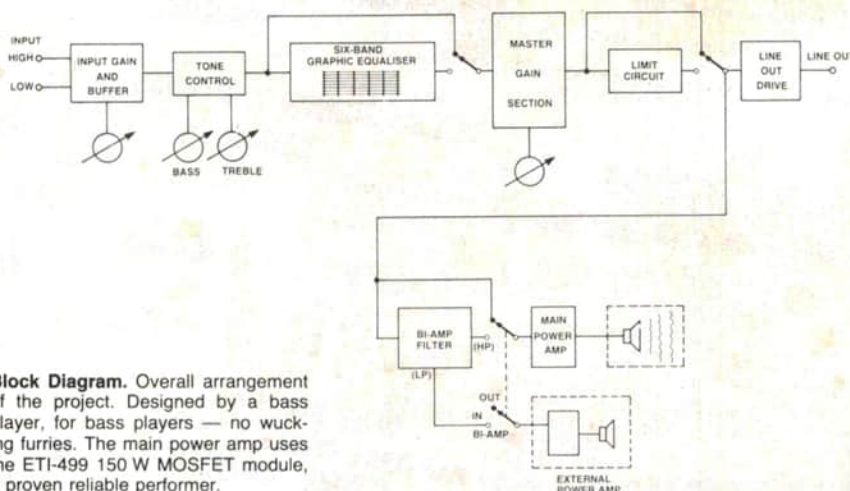 INPUT
HIGH
LOW
INPUT GAIN
AND
BUFFER
TONE
CONTROL
BASS
TREBLE
SIX-BAND
GRAPHIC EQUALISER
MASTER
GAIN
SECTION
LIMIT
CIRCUIT
LINE
OUT
DRIVE
LINE OUT
BI-AMP
FILTER
(HP)
(LP)
MAIN
POWER
AMP
OUT
IN
BI-AMP
EXTERNAL
POWER AMP
Block Diagram. Overall arrangement
of the project. Designed by a bass
player, for bass players — no wuck-
ing furries. The main power amp uses
the ETI-499 150 W MOSFET module,
a proven reliable performer.